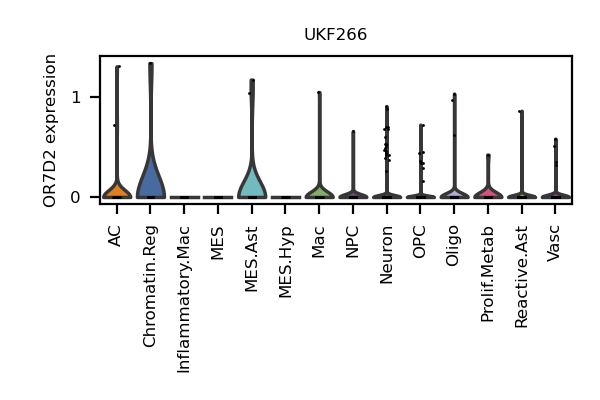 UKF266
OR7D2 expression
1
0
AC
Chromatin.Reg
Inflammatory.Mac
MES
MES.Ast
MES.Hyp
Mac
NPC
Neuron
OPC
Oligo
Prolif.Metab
Reactive.Ast
Vasc